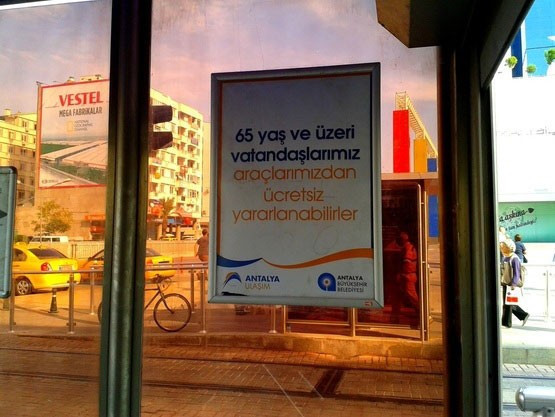 VESTEL
MEGA FABRİKALAR
65 yaş ve üzeri
vatandaşlarımız
araçlarımızdan
ücretsiz
yararlanabilirler
ANTALYA
ULAŞIM
ANTALYA
BÜYÜKŞEHİR
BELEDİYESİ